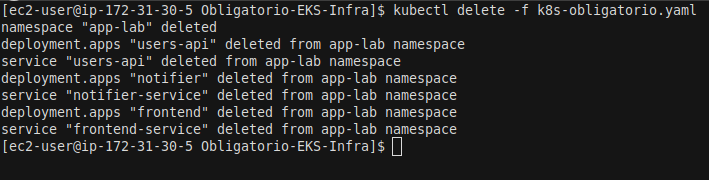 [ec2-user@ip-172-31-30-5 Obligatorio-EKS-Infra]$ kubectl delete -f k8s-obligatorio.yaml
namespace "app-lab" deleted
deployment.apps "users-api" deleted from app-lab namespace
service "users-api" deleted from app-lab namespace
deployment.apps "notifier" deleted from app-lab namespace
service "notifier-service" deleted from app-lab namespace
deployment.apps "frontend" deleted from app-lab namespace
service "frontend-service" deleted from app-lab namespace
[ec2-user@ip-172-31-30-5 Obligatorio-EKS-Infra]$